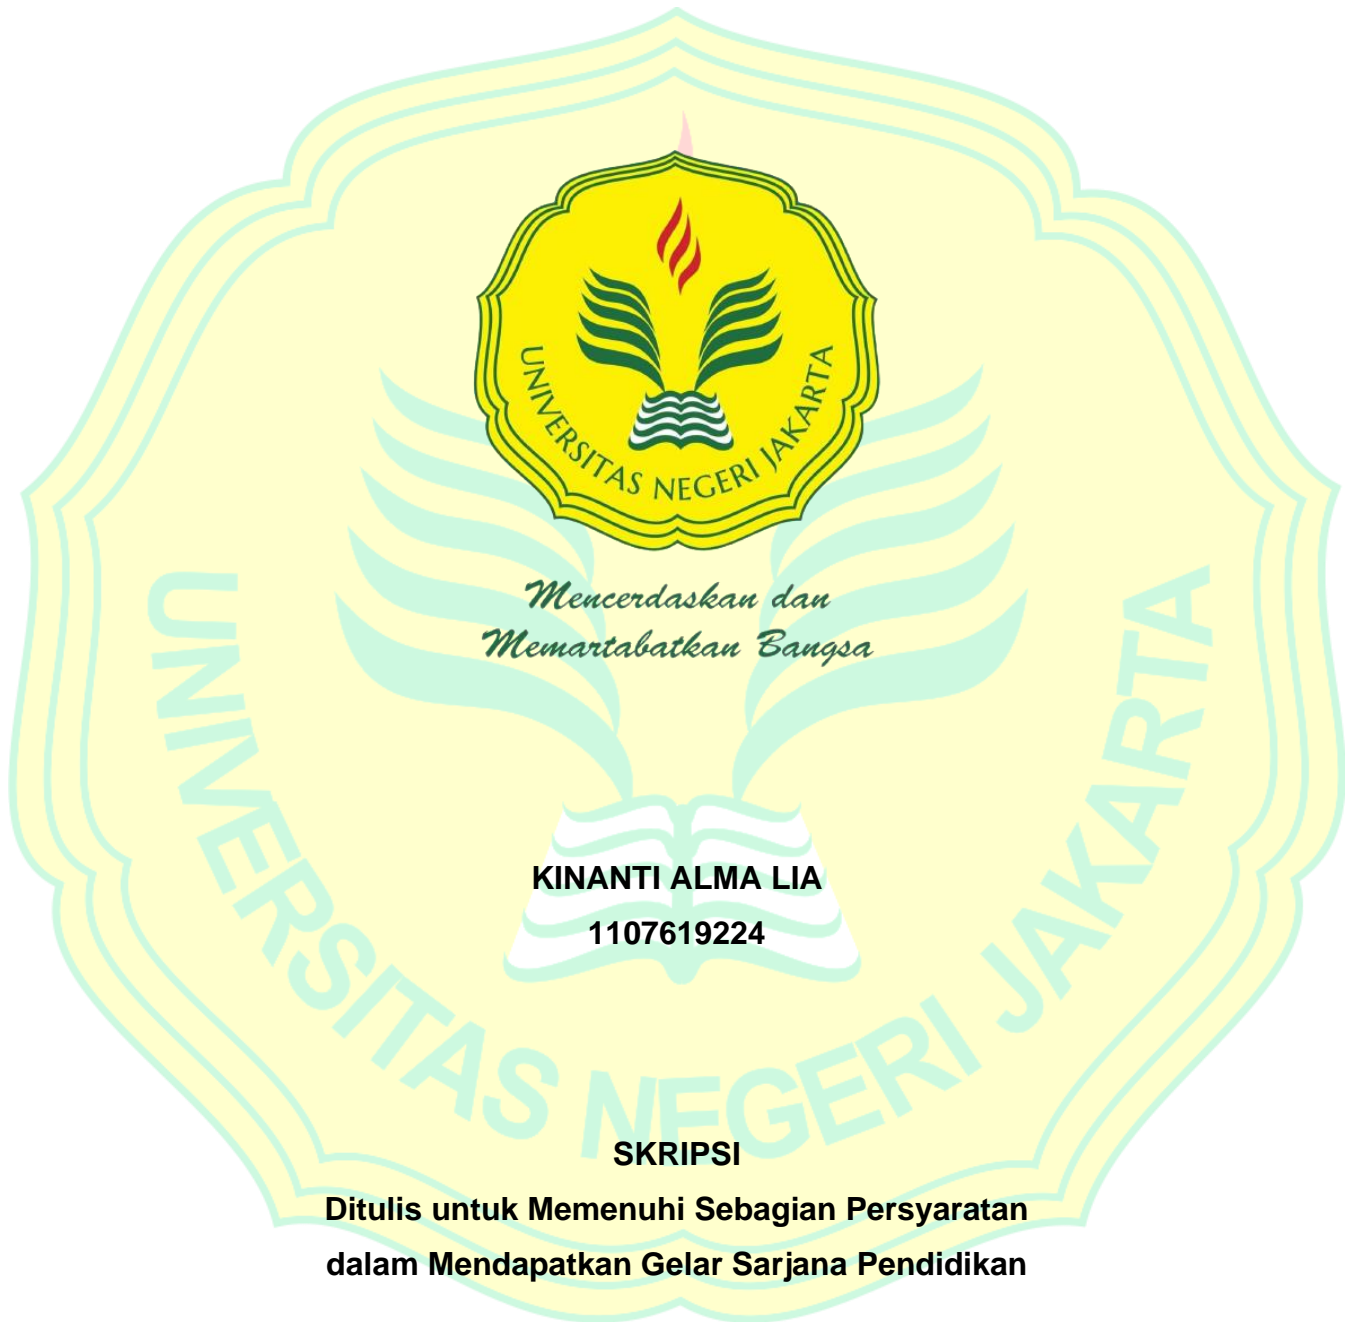 UNIVERSITAS NEGERI JAKARTA
Mencerdaskan dan
Memartabatkan Bangsa
UNIVERSITAS NEGERI JAKARTA
KINANTI ALMA LIA
1107619224
SKRIPSI
Ditulis untuk Memenuhi Sebagian Persyaratan
dalam Mendapatkan Gelar Sarjana Pendidikan